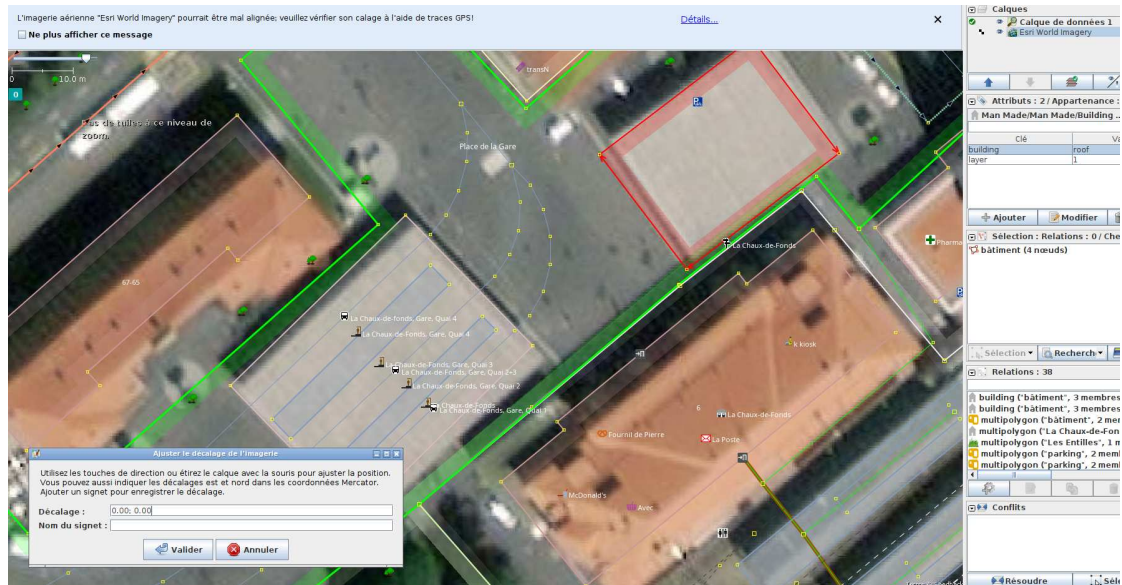 L'imagerie aérienne "Esri World Imagery" pourrait être mal alignée; veuillez vérifier son calage à l'aide de traces GPS!
Détails...
Ne plus afficher ce message
0
10.0 m
0
Pas de tuiles à ce niveau de
zoom.
transN
Place de la Gare
La Chaux-de-Fonds
Pharma
67-65
La Chaux-de-fonds, Gare, Quai 4
La Chaux-de-Fonds, Gare, Quai 4
La Chaux-de-Fonds, Gare, Quai 3
La Chaux-de-Fonds, Gare, Quai 2-3
La Chaux-de-Fonds, Gare, Quai 2
La Chaux-de-Fonds
La Chaux-de-Fonds, Gare, Quai 1
k kiosk
6
La Chaux-de-Fonds
Fournil de Pierre
La Poste
McDonald's
Avec
Ajuster le décalage de l'imagerie
Utilisez les touches de direction ou étirez le calque avec la souris pour ajuster la position.
Vous pouvez aussi indiquer les décalages est et nord dans les coordonnées Mercator.
Ajouter un signet pour enregistrer le décalage.
Décalage :
0.00; 0.00
Nom du signet :
Valider
Annuler
Calques
Calque de données 1
Esri World Imagery
Attributs : 2 / Appartenance :
Man Made/Man Made/Building ...
Clé
Va
building
roof
layer
1
Ajouter
Modifier
Sélection : Relations : 0 / Che
bâtiment (4 nœuds)
Sélection
Recherch
Relations : 38
building ("bâtiment", 3 membres
building ("bâtiment", 3 membres
multipolygon ("bâtiment", 2 mem
multipolygon ("La Chaux-de-Fon
multipolygon ("Les Entilles", 1 m
multipolygon ("parking", 2 mem
multipolygon ("parking", 2 mem
Conflits
Résoudre
Séle